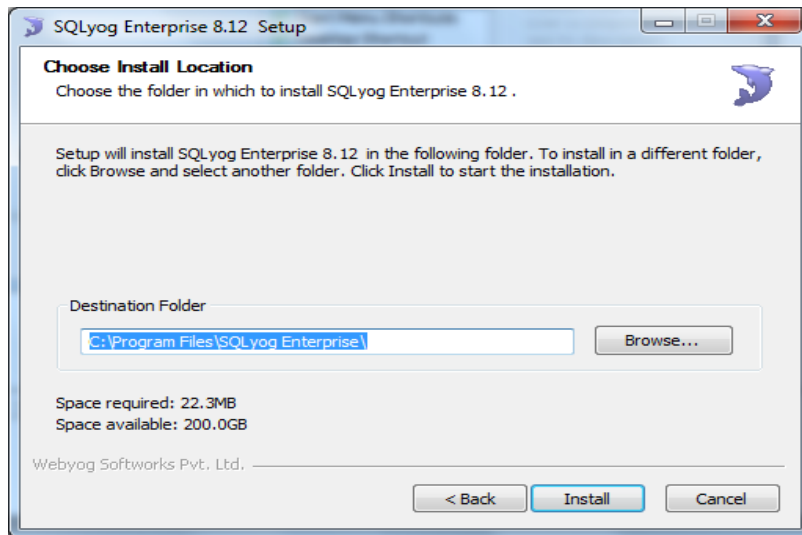 SQLyog Enterprise 8.12 Setup
Choose Install Location
Choose the folder in which to install SQLyog Enterprise 8.12 .
Setup will install SQLyog Enterprise 8.12 in the following folder. To install in a different folder,
click Browse and select another folder. Click Install to start the installation.
Destination Folder
C:\Program Files\SQLyog Enterprise\
Browse...
Space required: 22.3MB
Space available: 200.0GB
Webyog Softworks Pvt. Ltd.
< Back
Install
Cancel